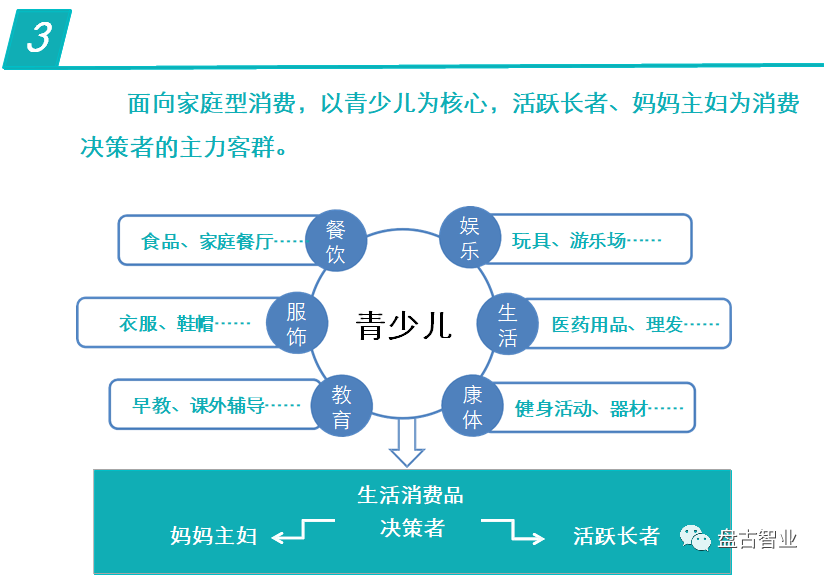 3
面向家庭型消费，以青少儿为核心，活跃长者、妈妈主妇为消费
决策者的主力客群。
食品、家庭餐厅……
餐饮
娱乐
玩具、游乐场……
衣服、鞋帽……
服饰
青少儿
生活
医药用品、理发……
早教、课外辅导……
教育
康体
健身活动、器材……
生活消费品
决策者
妈妈主妇
活跃长者
盘古智业